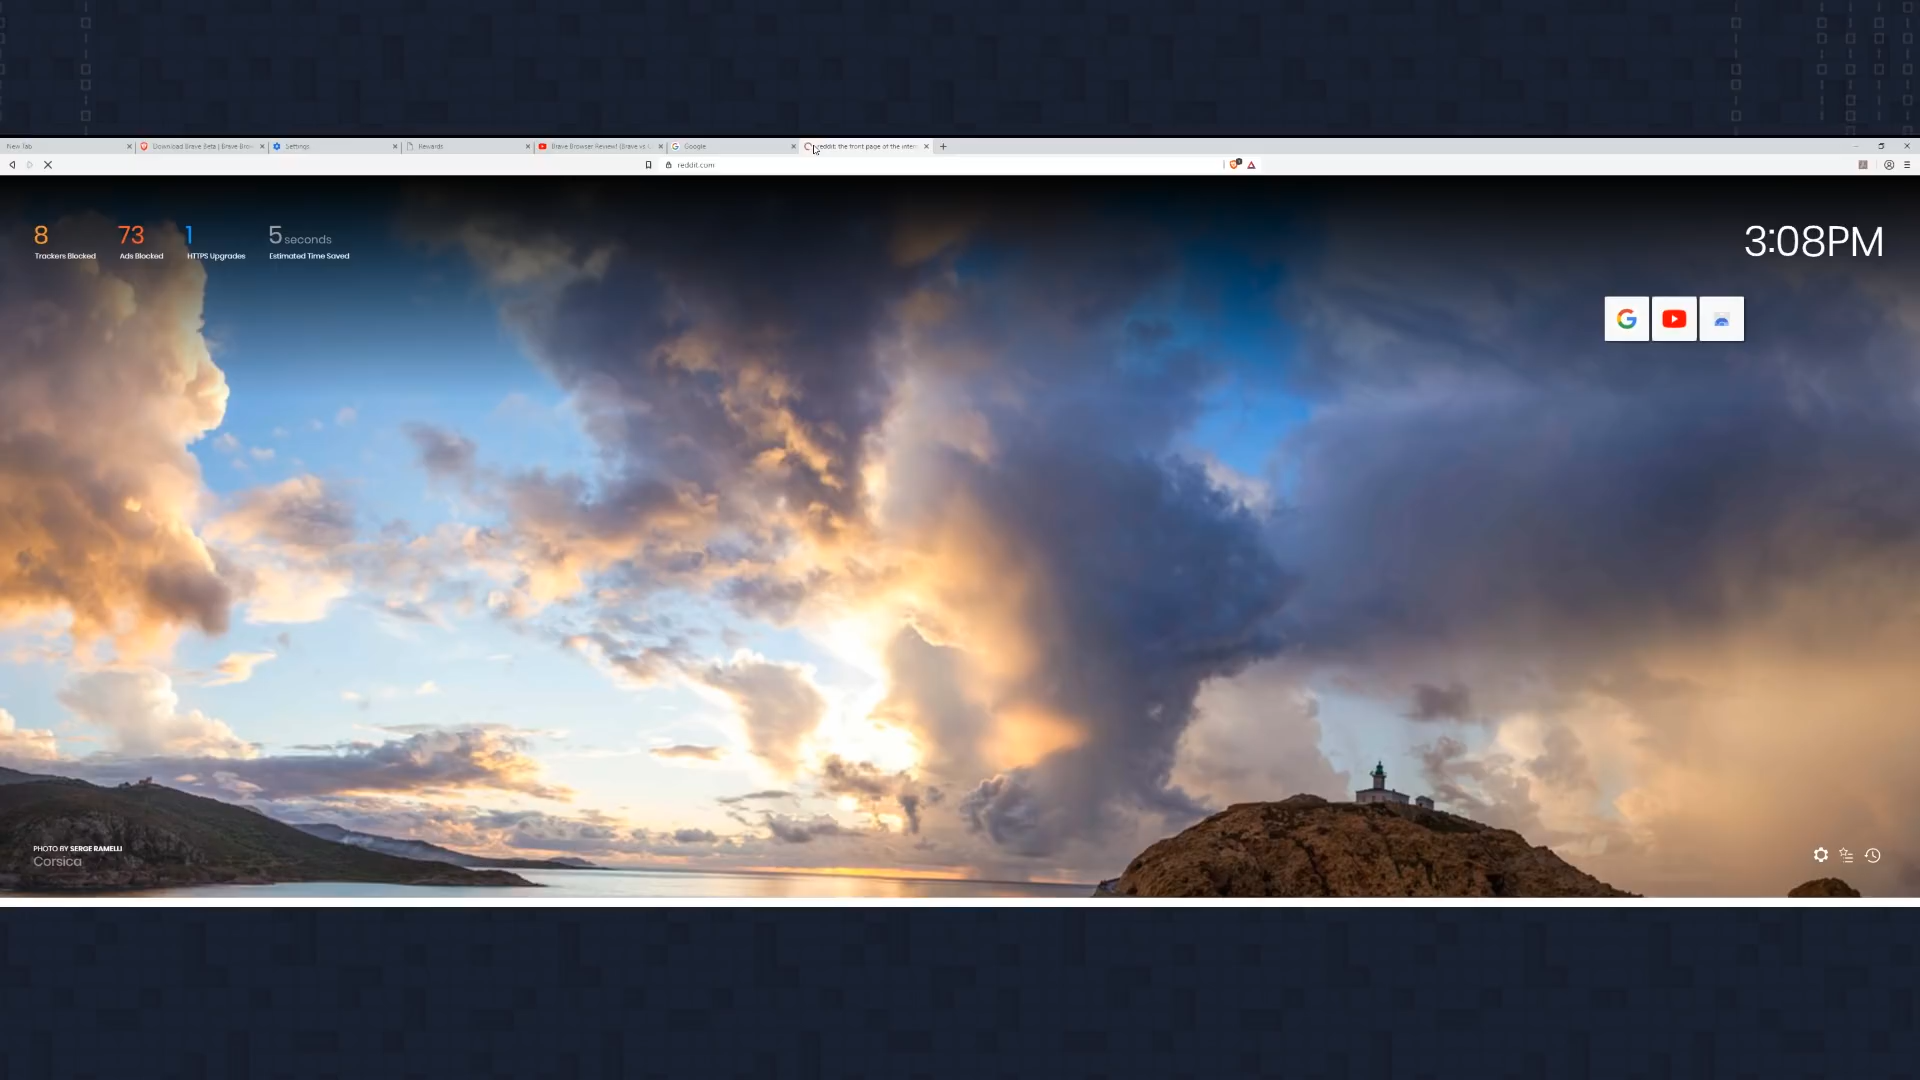 New Tab
Download Brave Beta | Brave Brow
Settings
Rewards
Brave Browser Review! (Brave vs
Google
reddit: the front page of the inter
reddit.com
8
73
1
5 seconds
Trackers Blocked
Ads Blocked
HTTPS Upgrades
Estimated Time Saved
3:08PM
PHOTO BY SERGE RAMELLI
Corsica